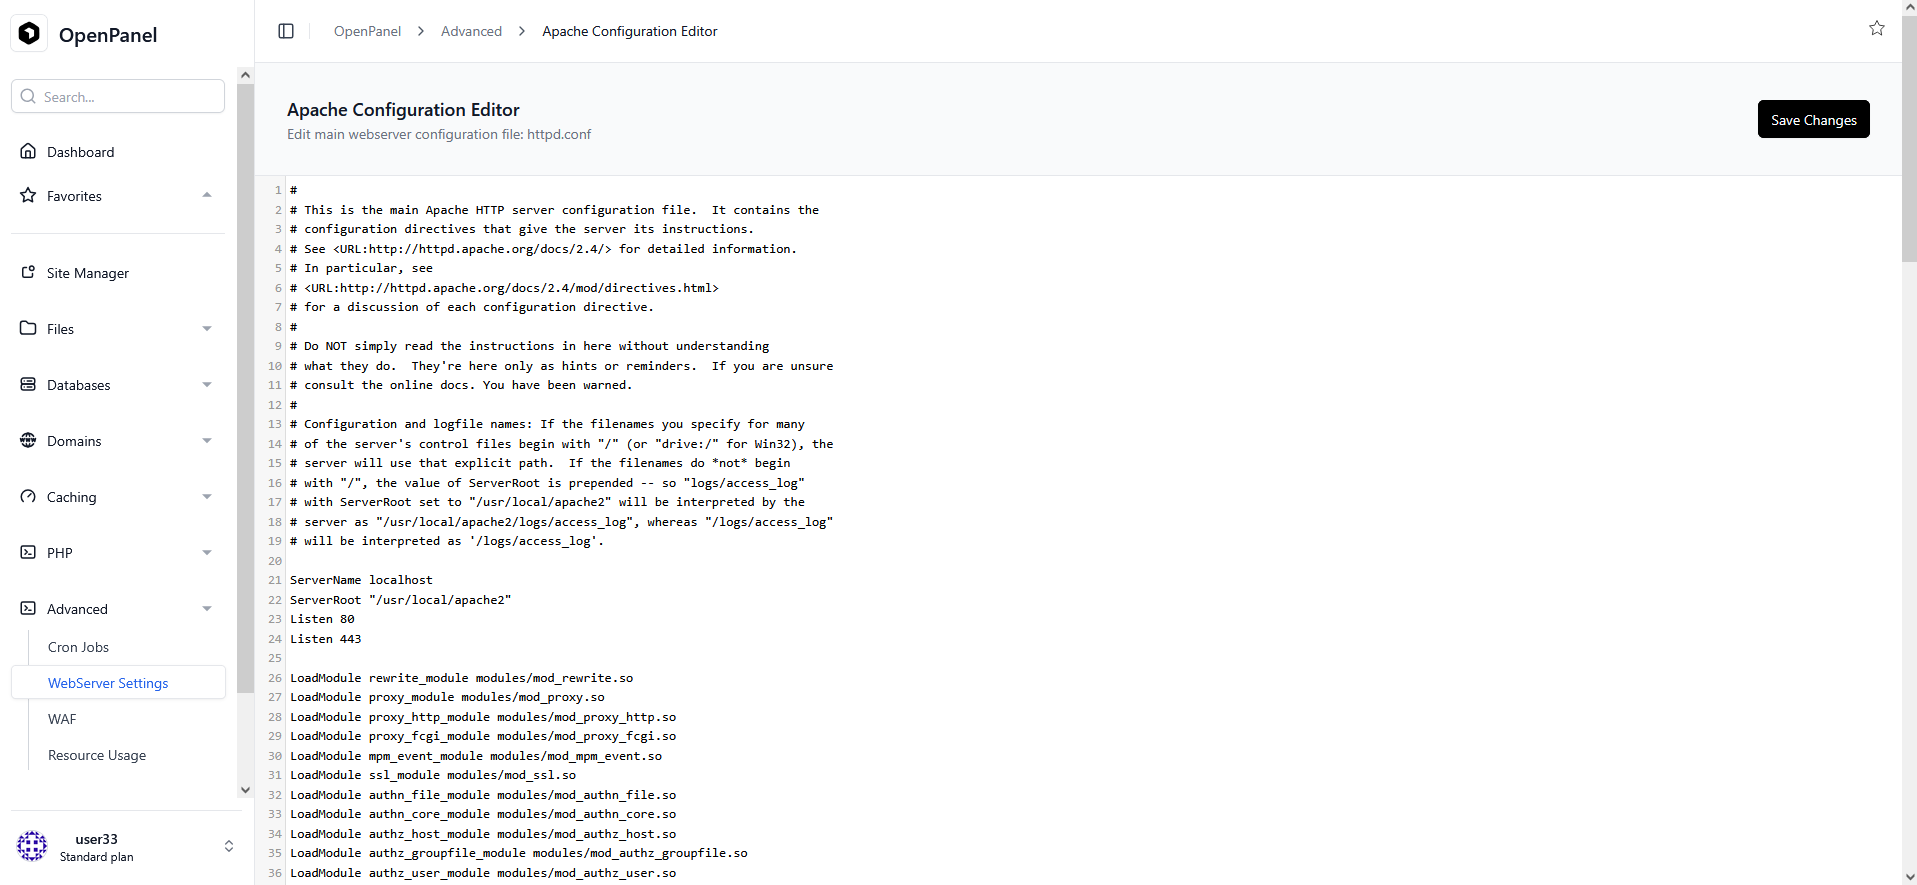 OpenPanel
Search...
Dashboard
Favorites
Site Manager
Files
Databases
Domains
Caching
PHP
Advanced
Cron Jobs
WebServer Settings
WAF
Resource Usage
user33
Standard plan
OpenPanel > Advanced > Apache Configuration Editor
Apache Configuration Editor
Edit main webserver configuration file: httpd.conf
Save Changes
1 #
2 # This is the main Apache HTTP server configuration file.  It contains the
3 # configuration directives that give the server its instructions.
4 # See <URL:http://httpd.apache.org/docs/2.4/> for detailed information.
5 # In particular, see
6 # <URL:http://httpd.apache.org/docs/2.4/mod/directives.html>
7 # for a discussion of each configuration directive.
8 #
9 # Do NOT simply read the instructions in here without understanding
10 # what they do.  They're here only as hints or reminders.  If you are unsure
11 # consult the online docs. You have been warned.
12 #
13 # Configuration and logfile names: If the filenames you specify for many
14 # of the server's control files begin with "/" (or "drive:/" for Win32), the
15 # server will use that explicit path.  If the filenames do *not* begin
16 # with "/", the value of ServerRoot is prepended -- so "logs/access_log"
17 # with ServerRoot set to "/usr/local/apache2" will be interpreted by the
18 # server as "/usr/local/apache2/logs/access_log", whereas "/logs/access_log"
19 # will be interpreted as '/logs/access_log'.
20
21 ServerName localhost
22 ServerRoot "/usr/local/apache2"
23 Listen 80
24 Listen 443
25
26 LoadModule rewrite_module modules/mod_rewrite.so
27 LoadModule proxy_module modules/mod_proxy.so
28 LoadModule proxy_http_module modules/mod_proxy_http.so
29 LoadModule proxy_fcgi_module modules/mod_proxy_fcgi.so
30 LoadModule mpm_event_module modules/mod_mpm_event.so
31 LoadModule ssl_module modules/mod_ssl.so
32 LoadModule authn_file_module modules/mod_authn_file.so
33 LoadModule authn_core_module modules/mod_authn_core.so
34 LoadModule authz_host_module modules/mod_authz_host.so
35 LoadModule authz_groupfile_module modules/mod_authz_groupfile.so
36 LoadModule authz_user_module modules/mod_authz_user.so